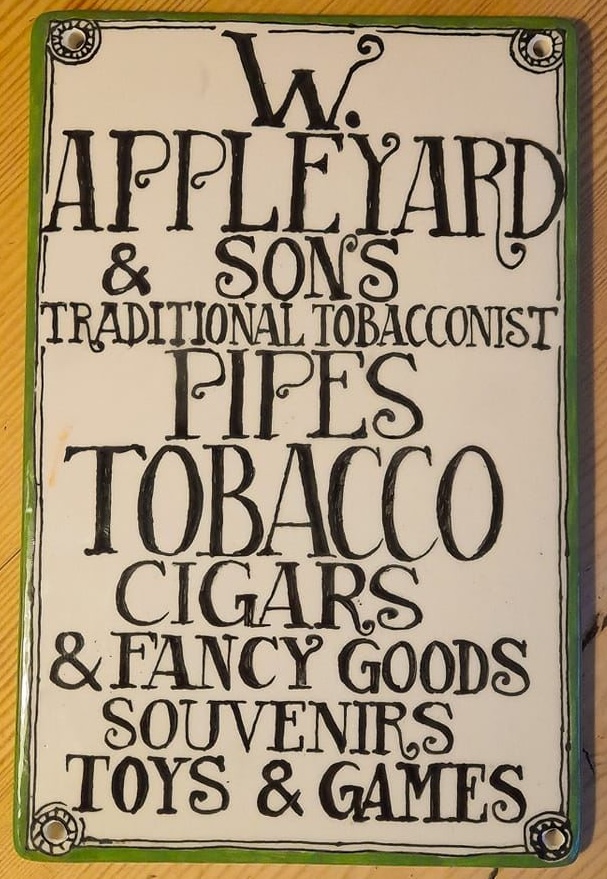 W.
APPLEYARD
& SONS
TRADITIONAL TOBACCONIST
PIPES
TOBACCO
CIGARS
& FANCY GOODS
SOUVENIRS
TOYS & GAMES